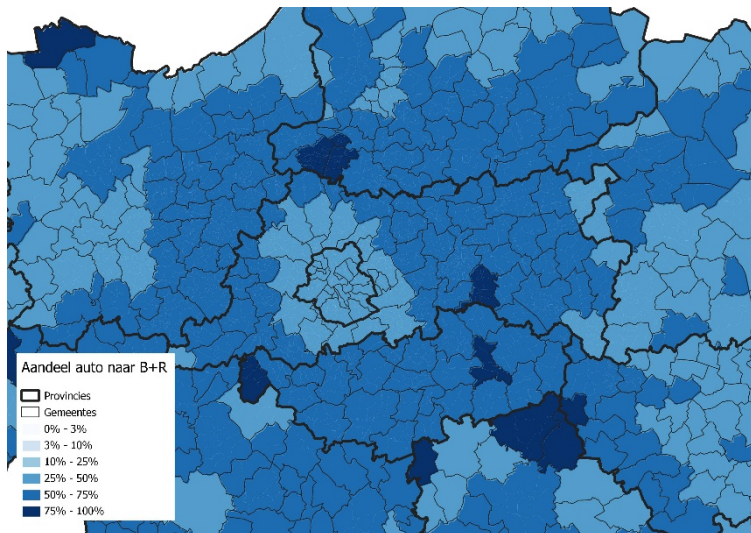 Aandeel auto naar B+R
Provincies
Gemeentes
0% - 3%
3% - 10%
10% - 25%
25% - 50%
50% - 75%
75% - 100%